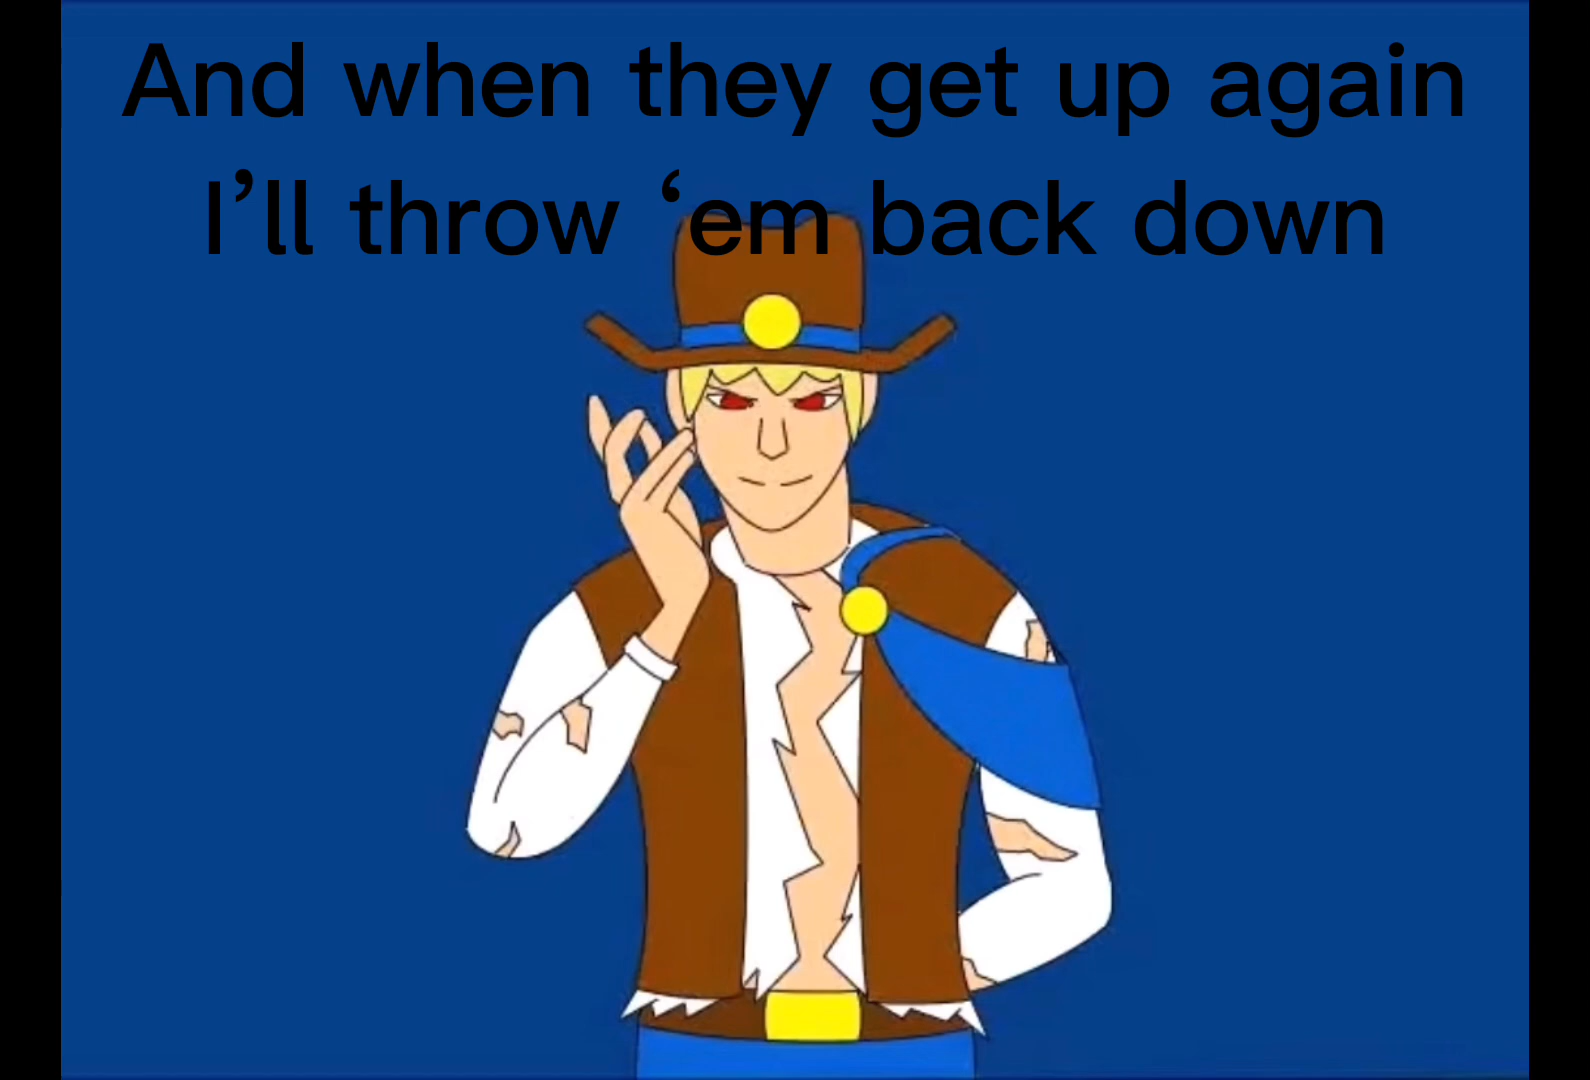 And when they get up again
I’ll throw ‘em back down